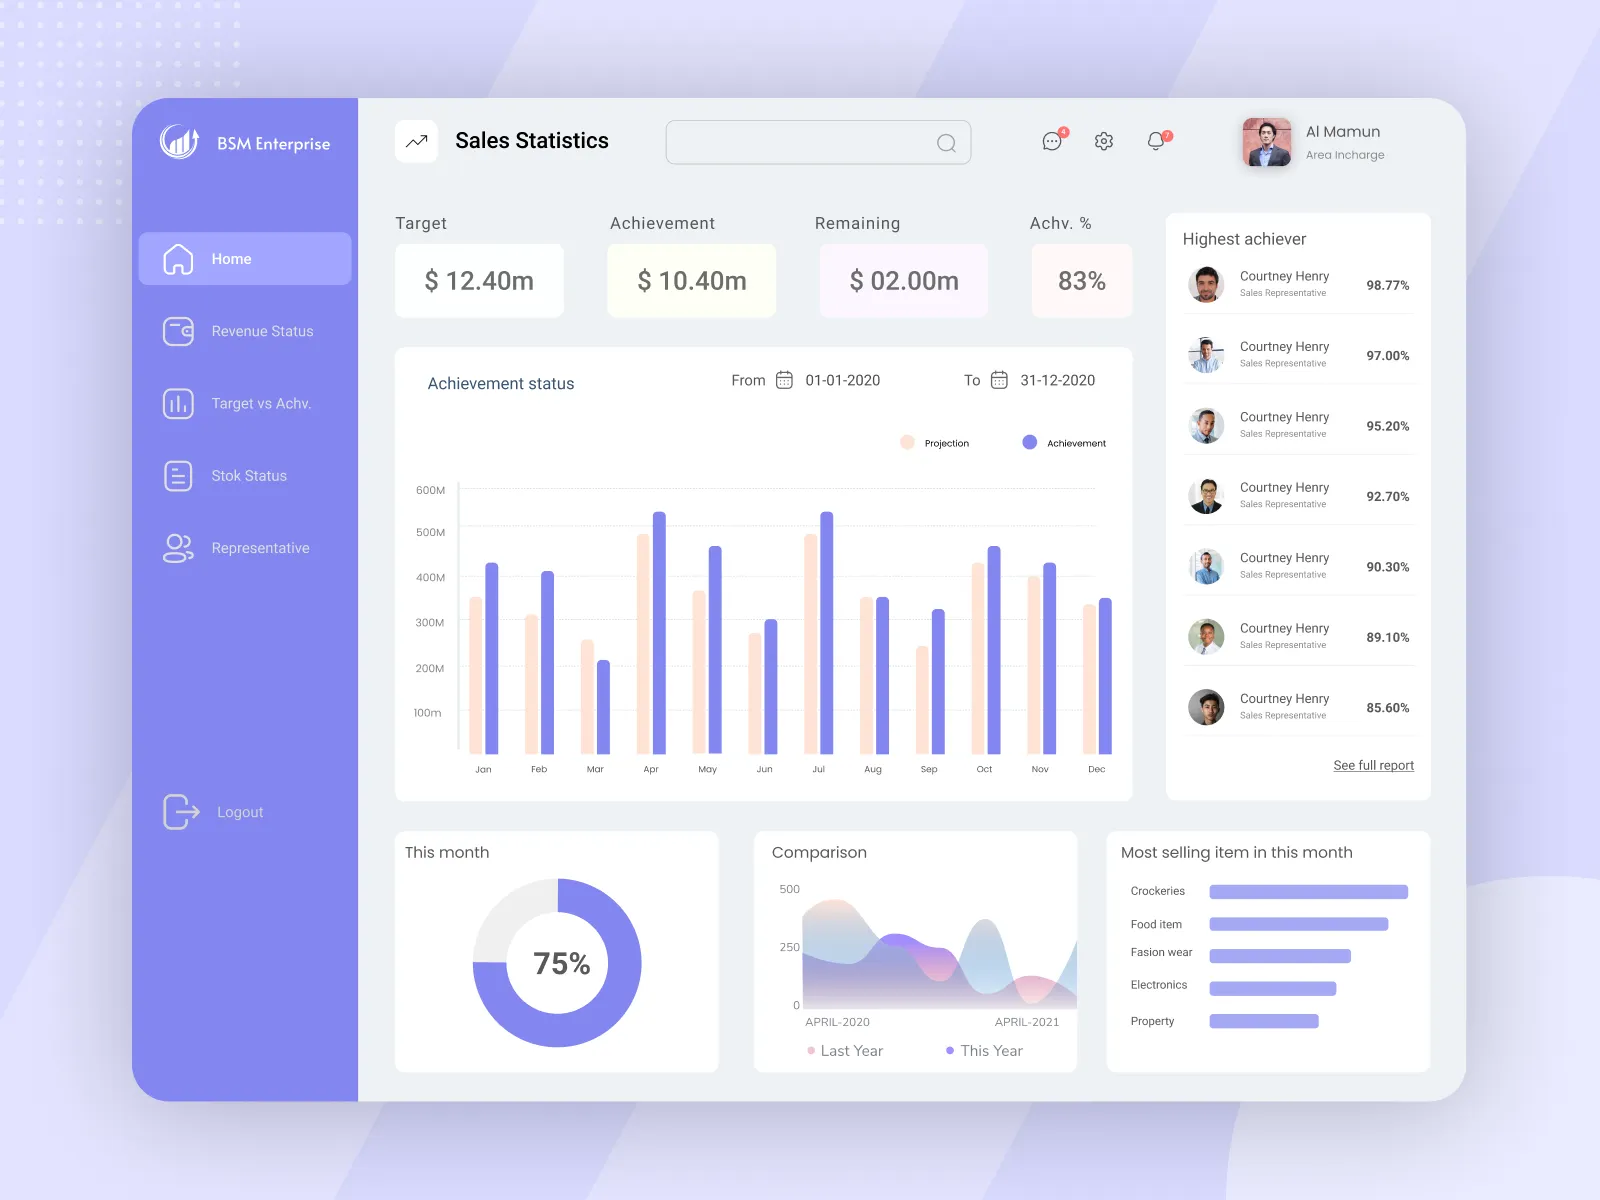 BSM Enterprise
Home
Revenue Status
Target vs Achv.
Stok Status
Representative
Logout
Sales Statistics
4
7
Al Mamun
Area Incharge
Target
Achievement
Remaining
Achv. %
$ 12.40m
$ 10.40m
$ 02.00m
83%
Achievement status
From 01-01-2020
To 31-12-2020
Projection
Achievement
600M
500M
400M
300M
200M
100m
Jan Feb Mar Apr May Jun Jul Aug Sep Oct Nov Dec
Highest achiever
Courtney Henry
Sales Representative
98.77%
Courtney Henry
Sales Representative
97.00%
Courtney Henry
Sales Representative
95.20%
Courtney Henry
Sales Representative
92.70%
Courtney Henry
Sales Representative
90.30%
Courtney Henry
Sales Representative
89.10%
Courtney Henry
Sales Representative
85.60%
See full report
This month
75%
Comparison
500
250
0
APRIL-2020 APRIL-2021
Last Year This Year
Most selling item in this month
Crockeries
Food item
Fasion wear
Electronics
Property